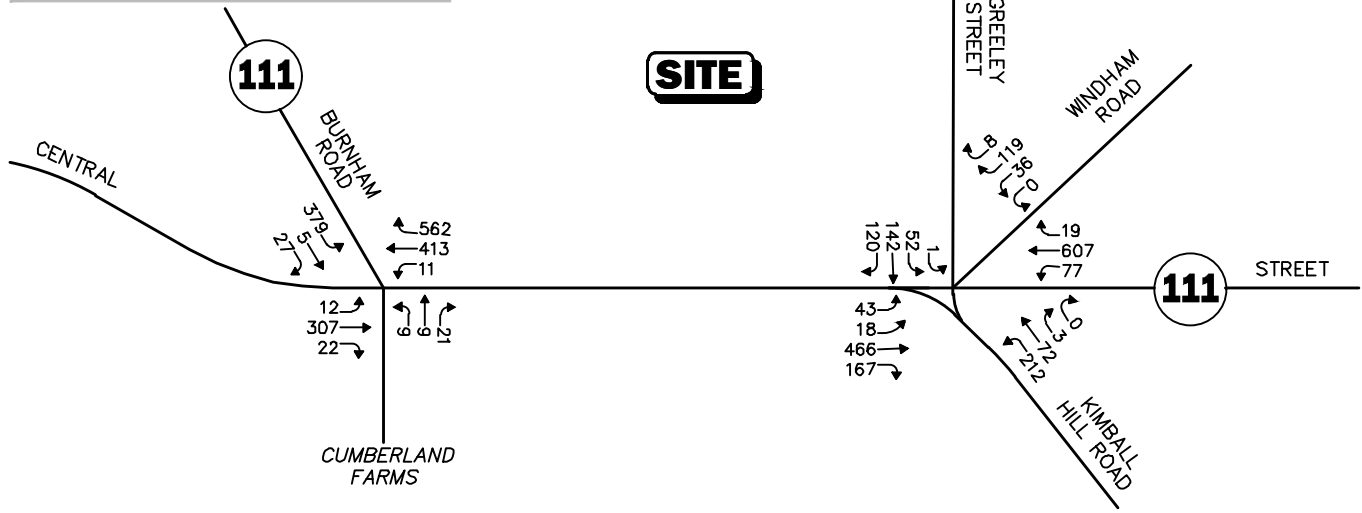 111
SITE
GREELEY
STREET
WINDHAM
ROAD
BURNHAM
ROAD
CENTRAL
8
119
36
0
379
5
27
562
413
11
120
142
52
1
19
607
77
111
STREET
12
307
22
9
9
21
43
18
466
167
0
3
72
212
KIMBALL
HILL ROAD
CUMBERLAND
FARMS